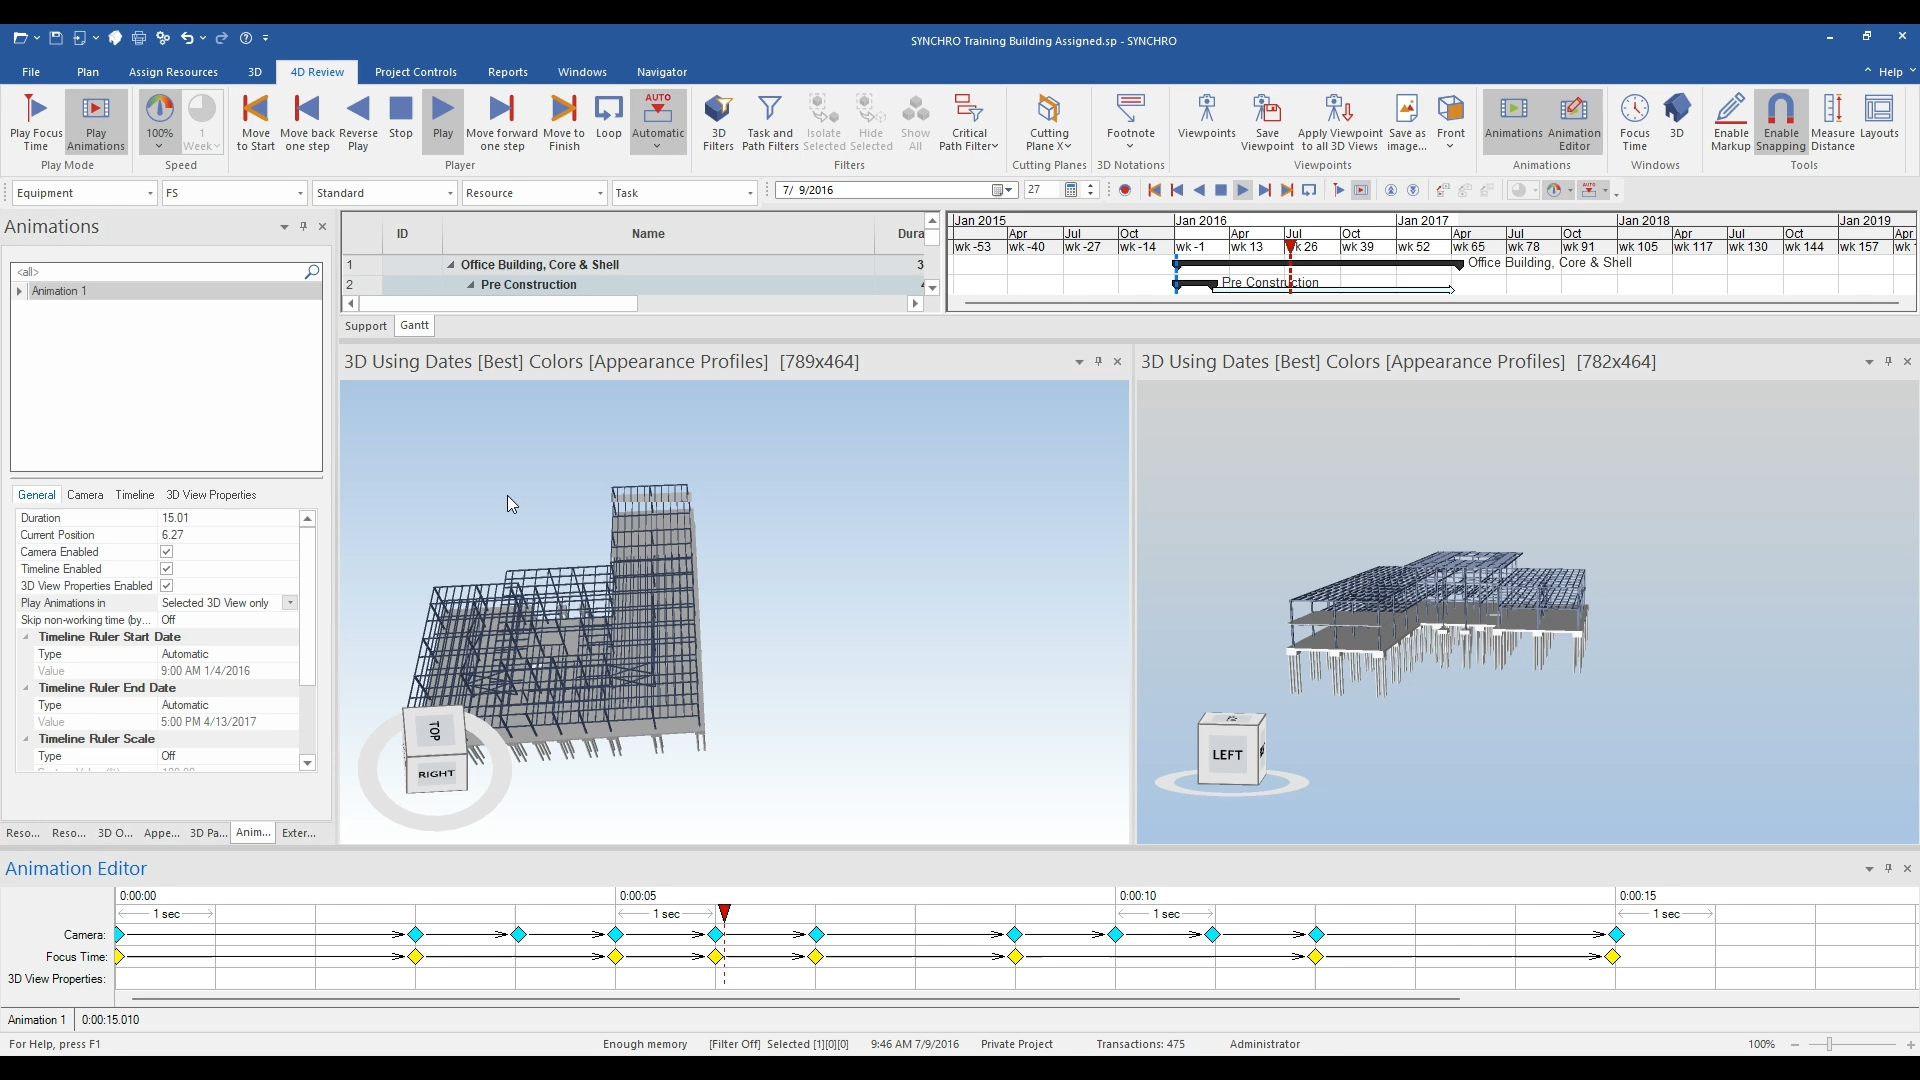 SYNCHRO Training Building Assigned.sp - SYNCHRO
File Plan Assign Resources 3D 4D Review Project Controls Reports Windows Navigator Help
Play Focus Time
Play Animations
Play Mode
100%
1 Week
Speed
Move to Start
Move back one step
Reverse Play
Stop
Play
Move forward one step
Move to Finish
Loop
AUTO
Automatic
Player
3D Filters
Task and Path Filters
Isolate Selected
Hide Selected
Show All
Critical Path Filter
Filters
Cutting Plane X
Cutting Planes
Footnote
3D Notations
Viewpoints
Save Viewpoint
Apply Viewpoint to all 3D Views
Save as image...
Front
Viewpoints
Animations
Animation Editor
Animations
Focus Time
3D
Windows
Enable Markup
Enable Snapping
Measure Distance
Layouts
Tools
Equipment FS Standard Resource Task 7/ 9/2016 27 AUTO
Animations
<all>
Animation 1
General Camera Timeline 3D View Properties
Duration 15.01
Current Position 6.27
Camera Enabled
Timeline Enabled
3D View Properties Enabled
Play Animations in Selected 3D View only
Skip non-working time (by... Off
Timeline Ruler Start Date
Type Automatic
Value 9:00 AM 1/4/2016
Timeline Ruler End Date
Type Automatic
Value 5:00 PM 4/13/2017
Timeline Ruler Scale
Type Off
Reso... Reso... 3D O... Appe... 3D Pa... Anim... Exter...
ID Name Dura
1 Office Building, Core & Shell 3
2 Pre Construction
Support Gantt
Jan 2015 Jan 2016 Jan 2017 Jan 2018 Jan 2019
Apr Jul Oct Apr Jul Oct Apr Jul Oct Apr Jul Oct Apr
wk -53 wk -40 wk -27 wk -14 wk -1 wk 13 wk 26 wk 39 wk 52 wk 65 wk 78 wk 91 wk 105 wk 117 wk 130 wk 144 wk 157 wk
Office Building, Core & Shell
Pre Construction
3D Using Dates [Best] Colors [Appearance Profiles] [789x464]
TOP
RIGHT
3D Using Dates [Best] Colors [Appearance Profiles] [782x464]
LEFT
Animation Editor
0:00:00 0:00:05 0:00:10 0:00:15
1 sec 1 sec 1 sec 1 sec
Camera:
Focus Time:
3D View Properties:
Animation 1 0:00:15.010
For Help, press F1 Enough memory [Filter Off] Selected [1][0][0] 9:46 AM 7/9/2016 Private Project Transactions: 475 Administrator 100%